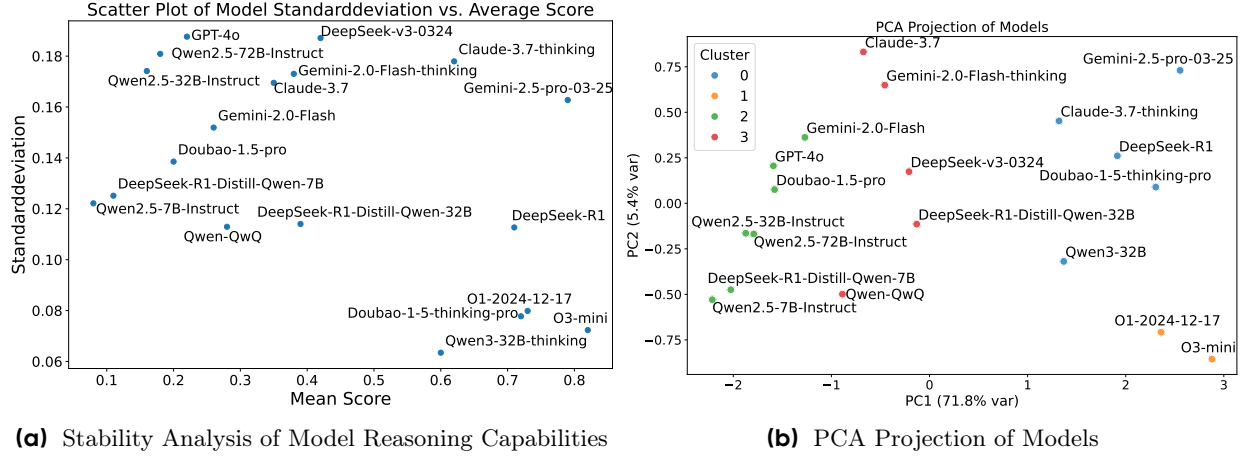 Scatter Plot of Model Standarddeviation vs. Average Score
0.18
0.16
0.14
0.12
0.10
0.08
0.06
Standarddeviation
GPT-4o
DeepSeek-v3-0324
Qwen2.5-72B-Instruct
Claude-3.7-thinking
Qwen2.5-32B-Instruct
Gemini-2.0-Flash-thinking
Claude-3.7
Gemini-2.5-pro-03-25
Gemini-2.0-Flash
Doubao-1.5-pro
DeepSeek-R1-Distill-Qwen-7B
Qwen2.5-7B-Instruct
DeepSeek-R1-Distill-Qwen-32B
DeepSeek-R1
Qwen-QwQ
O1-2024-12-17
Doubao-1-5-thinking-pro
O3-mini
Qwen3-32B-thinking
0.1 0.2 0.3 0.4 0.5 0.6 0.7 0.8
Mean Score
(a) Stability Analysis of Model Reasoning Capabilities
PCA Projection of Models
Cluster
0
1
2
3
0.75
0.50
0.25
0.00
−0.25
−0.50
−0.75
PC2 (5.4% var)
Claude-3.7
Gemini-2.5-pro-03-25
Gemini-2.0-Flash-thinking
Claude-3.7-thinking
Gemini-2.0-Flash
DeepSeek-R1
GPT-4o
DeepSeek-v3-0324
Doubao-1.5-pro
Doubao-1-5-thinking-pro
Qwen2.5-32B-Instruct
DeepSeek-R1-Distill-Qwen-32B
Qwen2.5-72B-Instruct
Qwen3-32B
DeepSeek-R1-Distill-Qwen-7B
Qwen-QwQ
Qwen2.5-7B-Instruct
O1-2024-12-17
O3-mini
−2 −1 0 1 2 3
PC1 (71.8% var)
(b) PCA Projection of Models